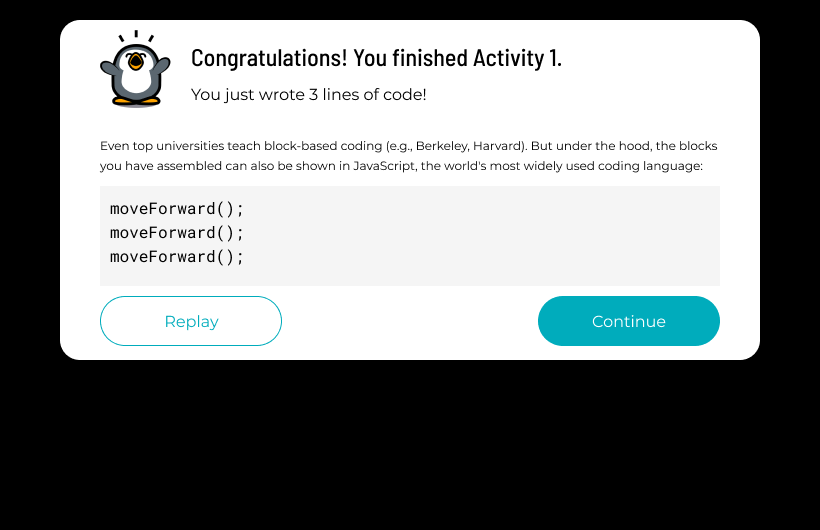 Congratulations! You finished Activity 1.
You just wrote 3 lines of code!
Even top universities teach block-based coding (e.g., Berkeley, Harvard). But under the hood, the blocks
you have assembled can also be shown in JavaScript, the world's most widely used coding language:
moveForward();
moveForward();
moveForward();
Replay
Continue